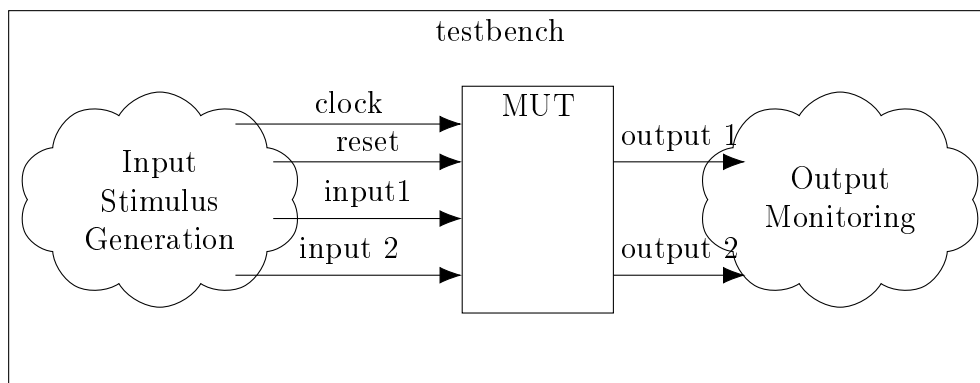 testbench
Input
Stimulus
Generation
clock
reset
input1
input 2
MUT
output 1
output 2
Output
Monitoring